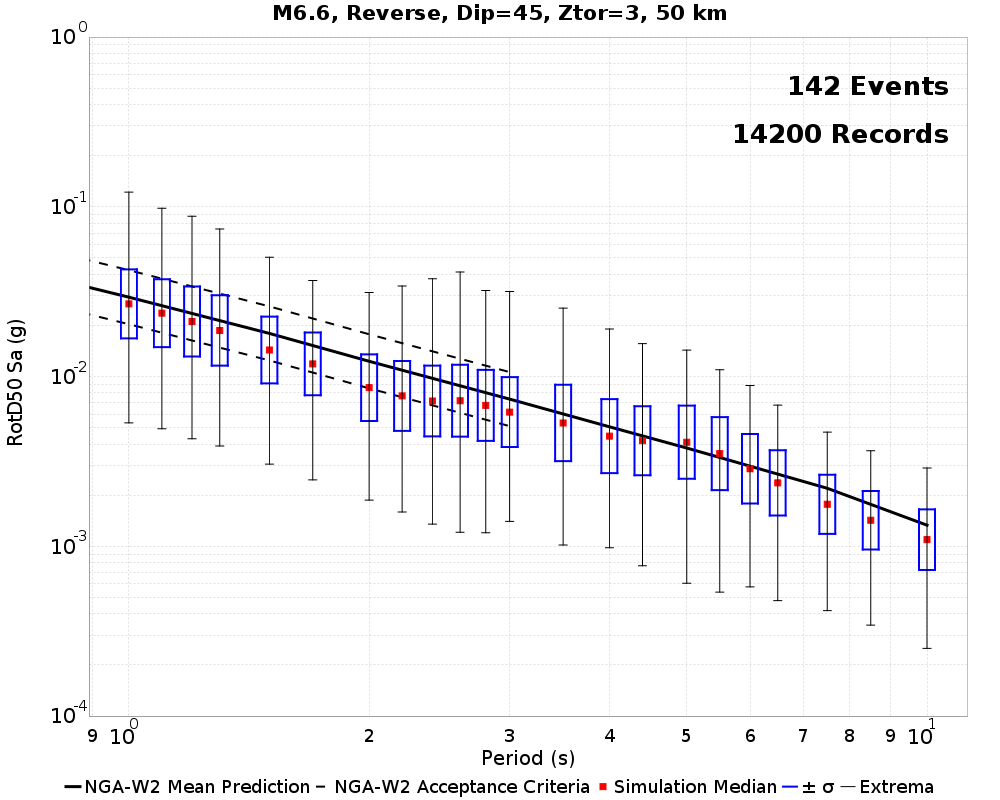 M6.6, Reverse, Dip=45, Ztor=3, 50 km
142 Events
14200 Records
RotD50 Sa (g)
10^0
10^-1
10^-2
10^-3
10^-4
9 10^0 2 3 4 5 6 7 8 9 10^1
Period (s)
NGA-W2 Mean Prediction NGA-W2 Acceptance Criteria Simulation Median ± σ Extrema